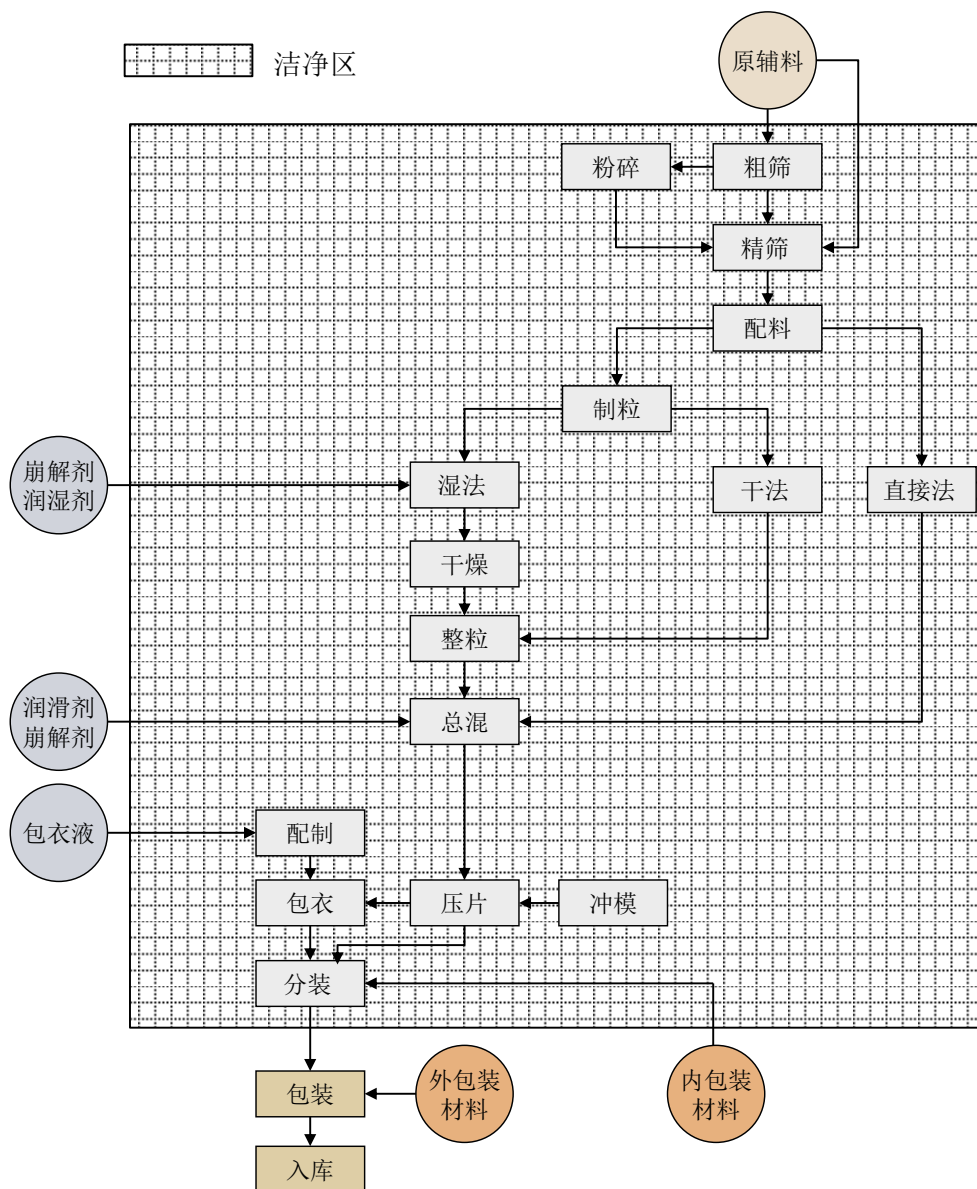 洁净区
原辅料
粉碎
粗筛
精筛
配料
制粒
崩解剂
润湿剂
湿法
干法
直接法
干燥
整粒
润滑剂
崩解剂
总混
包衣液
配制
包衣
压片
冲模
分装
包装
外包装
材料
内包装
材料
入库